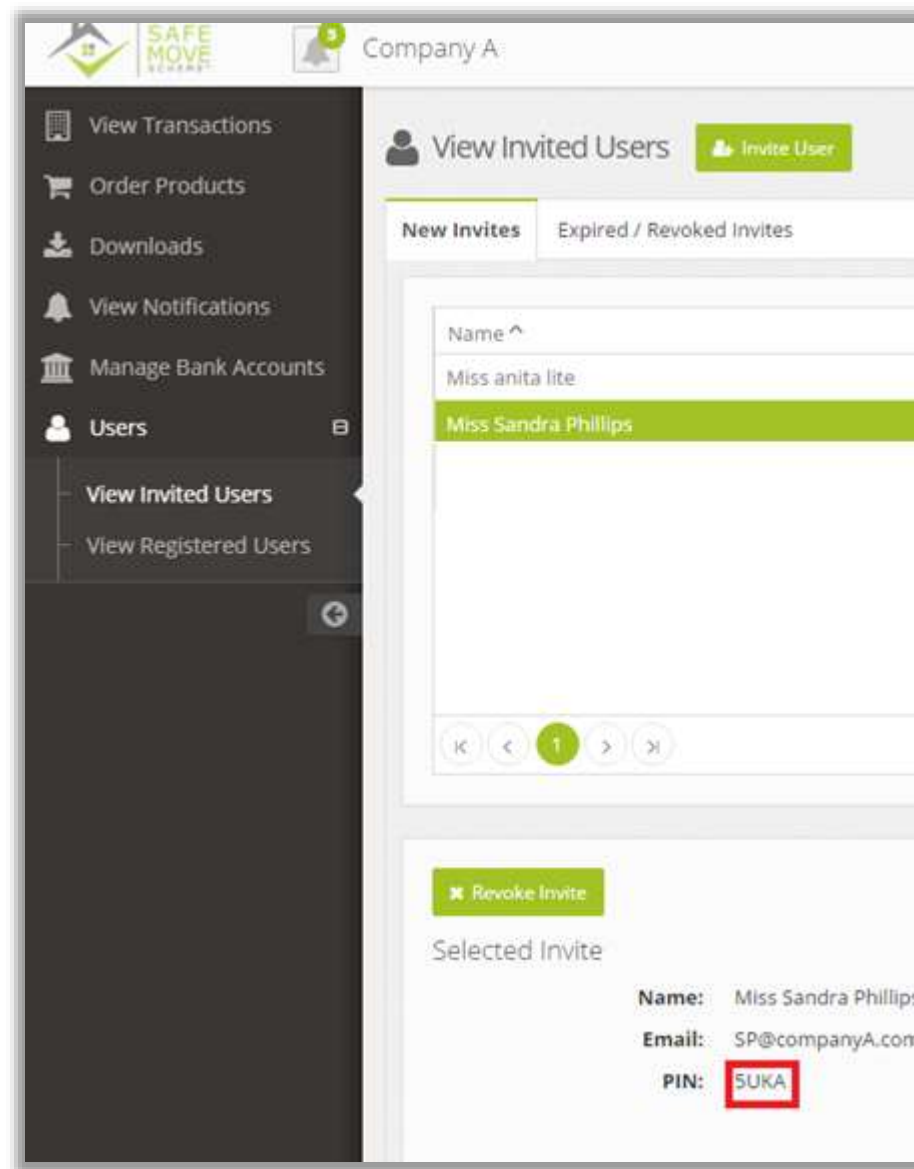 SAFE
MOVE
SCHEME
Company A
View Transactions
Order Products
Downloads
View Notifications
Manage Bank Accounts
Users
View Invited Users
View Registered Users
View Invited Users
Invite User
New Invites
Expired / Revoked Invites
Name
Miss anita lite
Miss Sandra Phillips
1
Revoke Invite
Selected Invite
Name: Miss Sandra Phillips
Email: SP@companyA.com
PIN: 5UKA